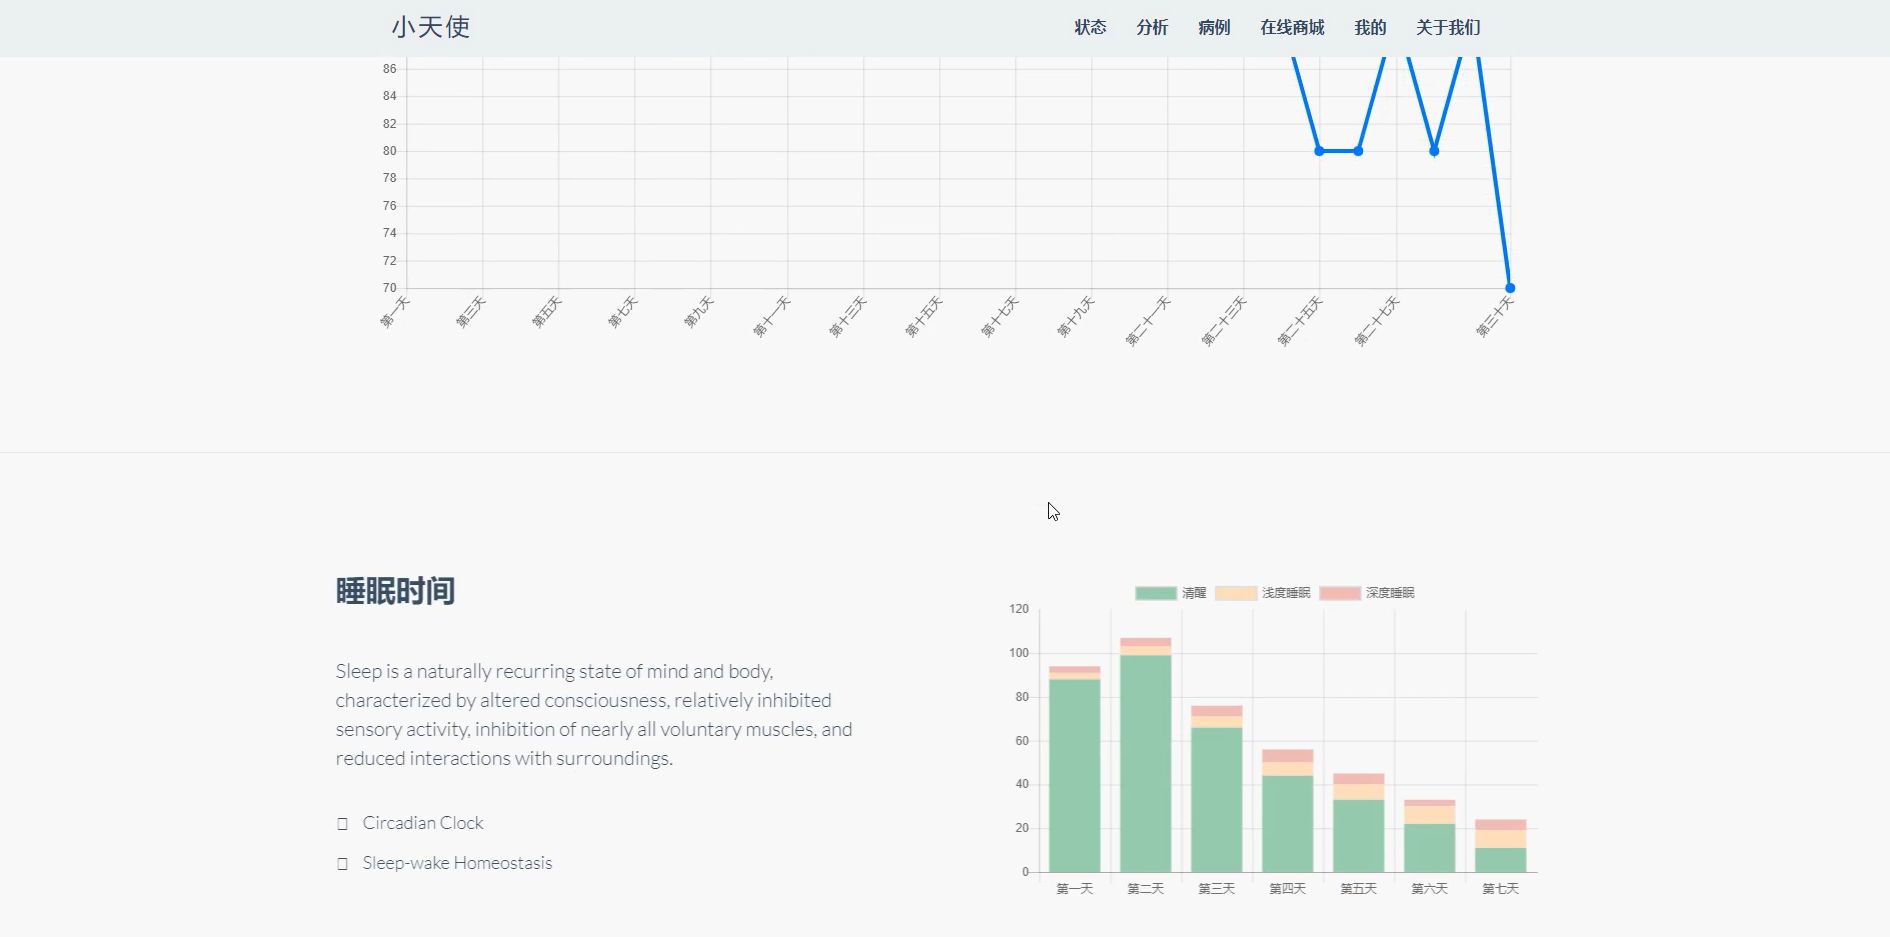 小天使
状态 分析 病例 在线商城 我的 关于我们
86
84
82
80
78
76
74
72
70
第一天 第三天 第五天 第七天 第九天 第十一天 第十三天 第十五天 第十七天 第十九天 第二十一天 第二十三天 第二十五天 第二十七天 第三十天
睡眠时间
Sleep is a naturally recurring state of mind and body,
characterized by altered consciousness, relatively inhibited
sensory activity, inhibition of nearly all voluntary muscles, and
reduced interactions with surroundings.
Circadian Clock
Sleep-wake Homeostasis
清醒 浅度睡眠 深度睡眠
120
100
80
60
40
20
0
第一天 第二天 第三天 第四天 第五天 第六天 第七天